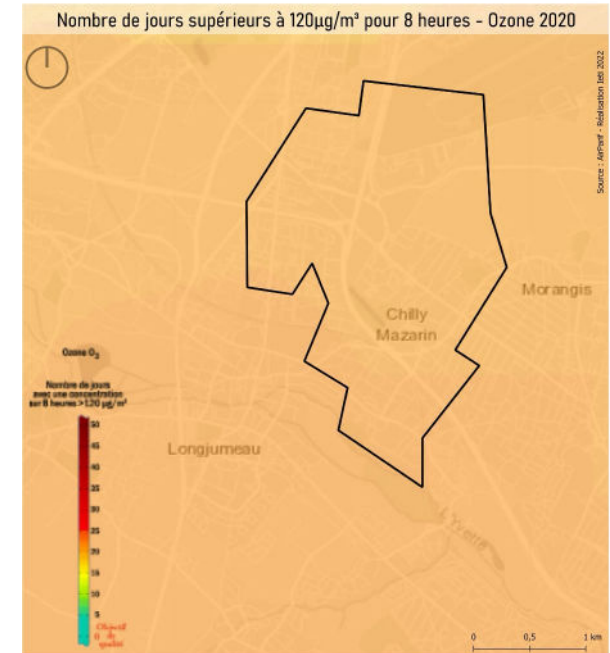 Nombre de jours supérieurs à 120µg/m³ pour 8 heures - Ozone 2020
Source : AirParif - Réalisation Ieti 2022
Morangis
Chilly
Mazarin
Ozone O₃
Nombre de jours
avec une concentration
sur 8 heures >120 µg/m³
50
45
40
35
30
25
20
15
10
5
0
Objectif
de
qualité
Longjumeau
L'Yvette
0 0,5 1 km